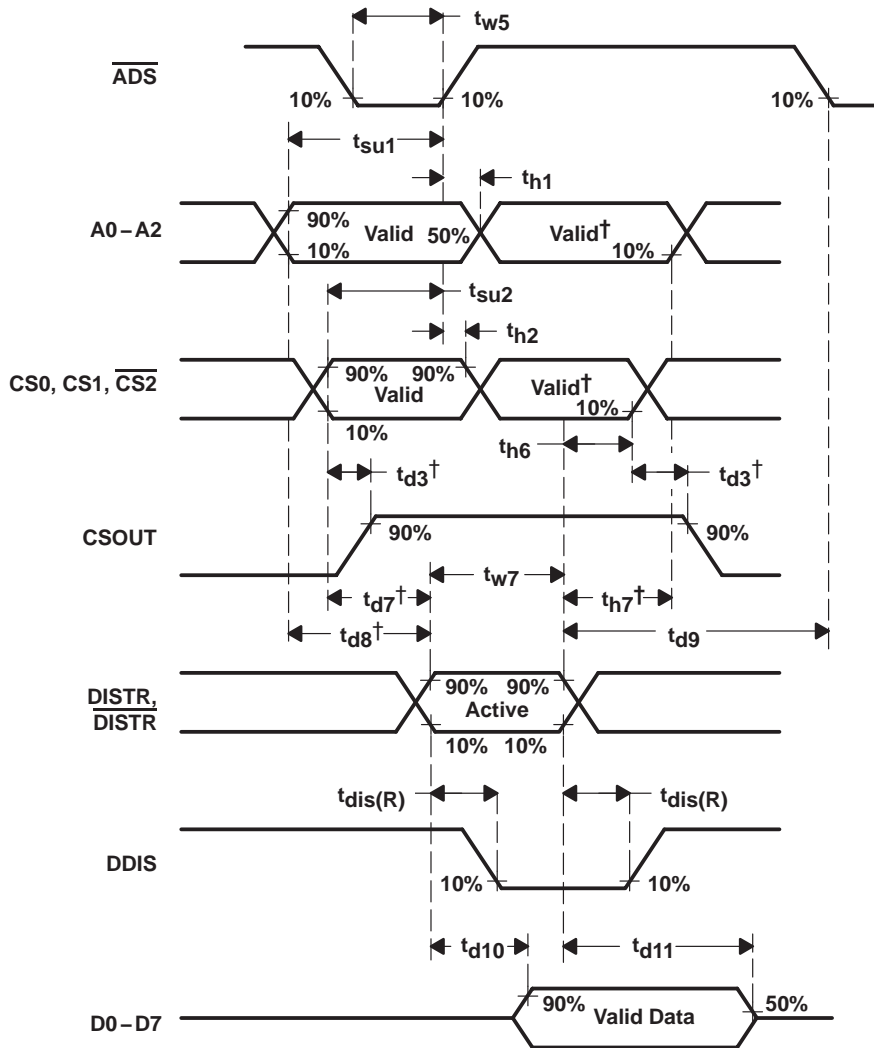 tw5
ADS
10% 10% 10%
tsu1
th1
A0 – A2
90% Valid 50% Valid†
10% 10%
tsu2
th2
CS0, CS1, CS2
90% 90%
Valid Valid†
10%
10%
th6
td3† td3†
CSOUT
90% 90%
tw7
td7† th7†
td8† td9
DISTR,
DISTR
90% 90%
Active
10% 10%
tdis(R) tdis(R)
DDIS
10% 10%
td10 td11
D0 – D7
90% Valid Data 50%